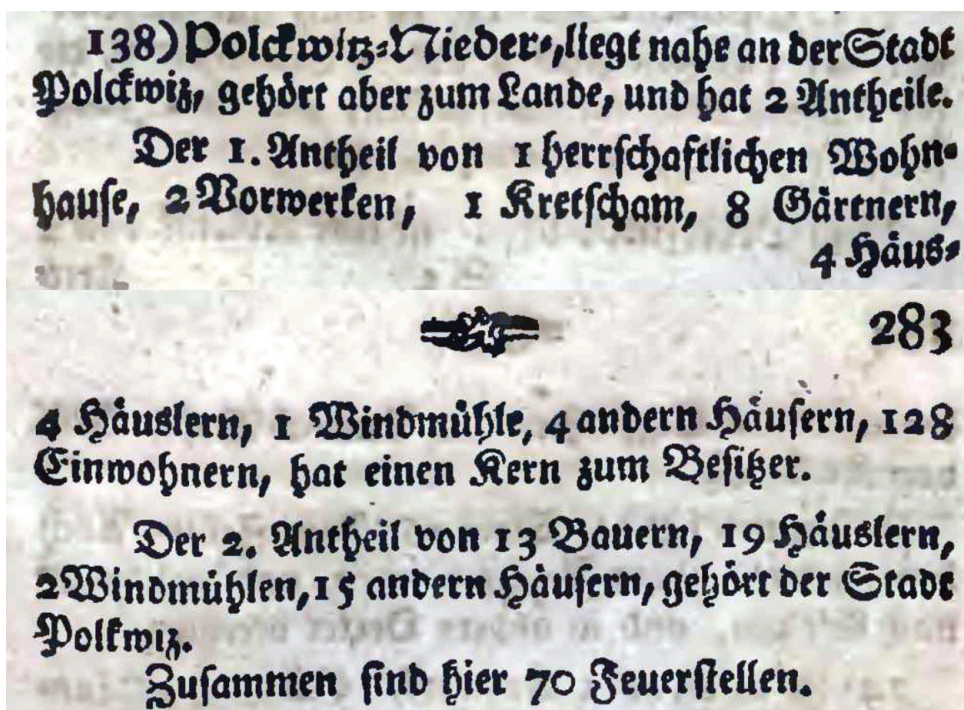 138) Polckwitz-Nieder-, liegt nahe an der Stadt
Polckwiz, gehört aber zum Lande, und hat 2 Antheile.
Der 1. Antheil von 1 herrschaftlichen Wohn-
hause, 2 Vorwerken, 1 Kretscham, 8 Gärtnern,
4 Häus-
283
4 Häuslern, 1 Windmühle, 4 andern Häusern, 128
Einwohnern, hat einen Kern zum Besitzer.
Der 2. Antheil von 13 Bauern, 19 Häuslern,
2 Windmühlen, 15 andern Häusern, gehört der Stadt
Polkwiz.
Zusammen sind hier 70 Feuerstellen.